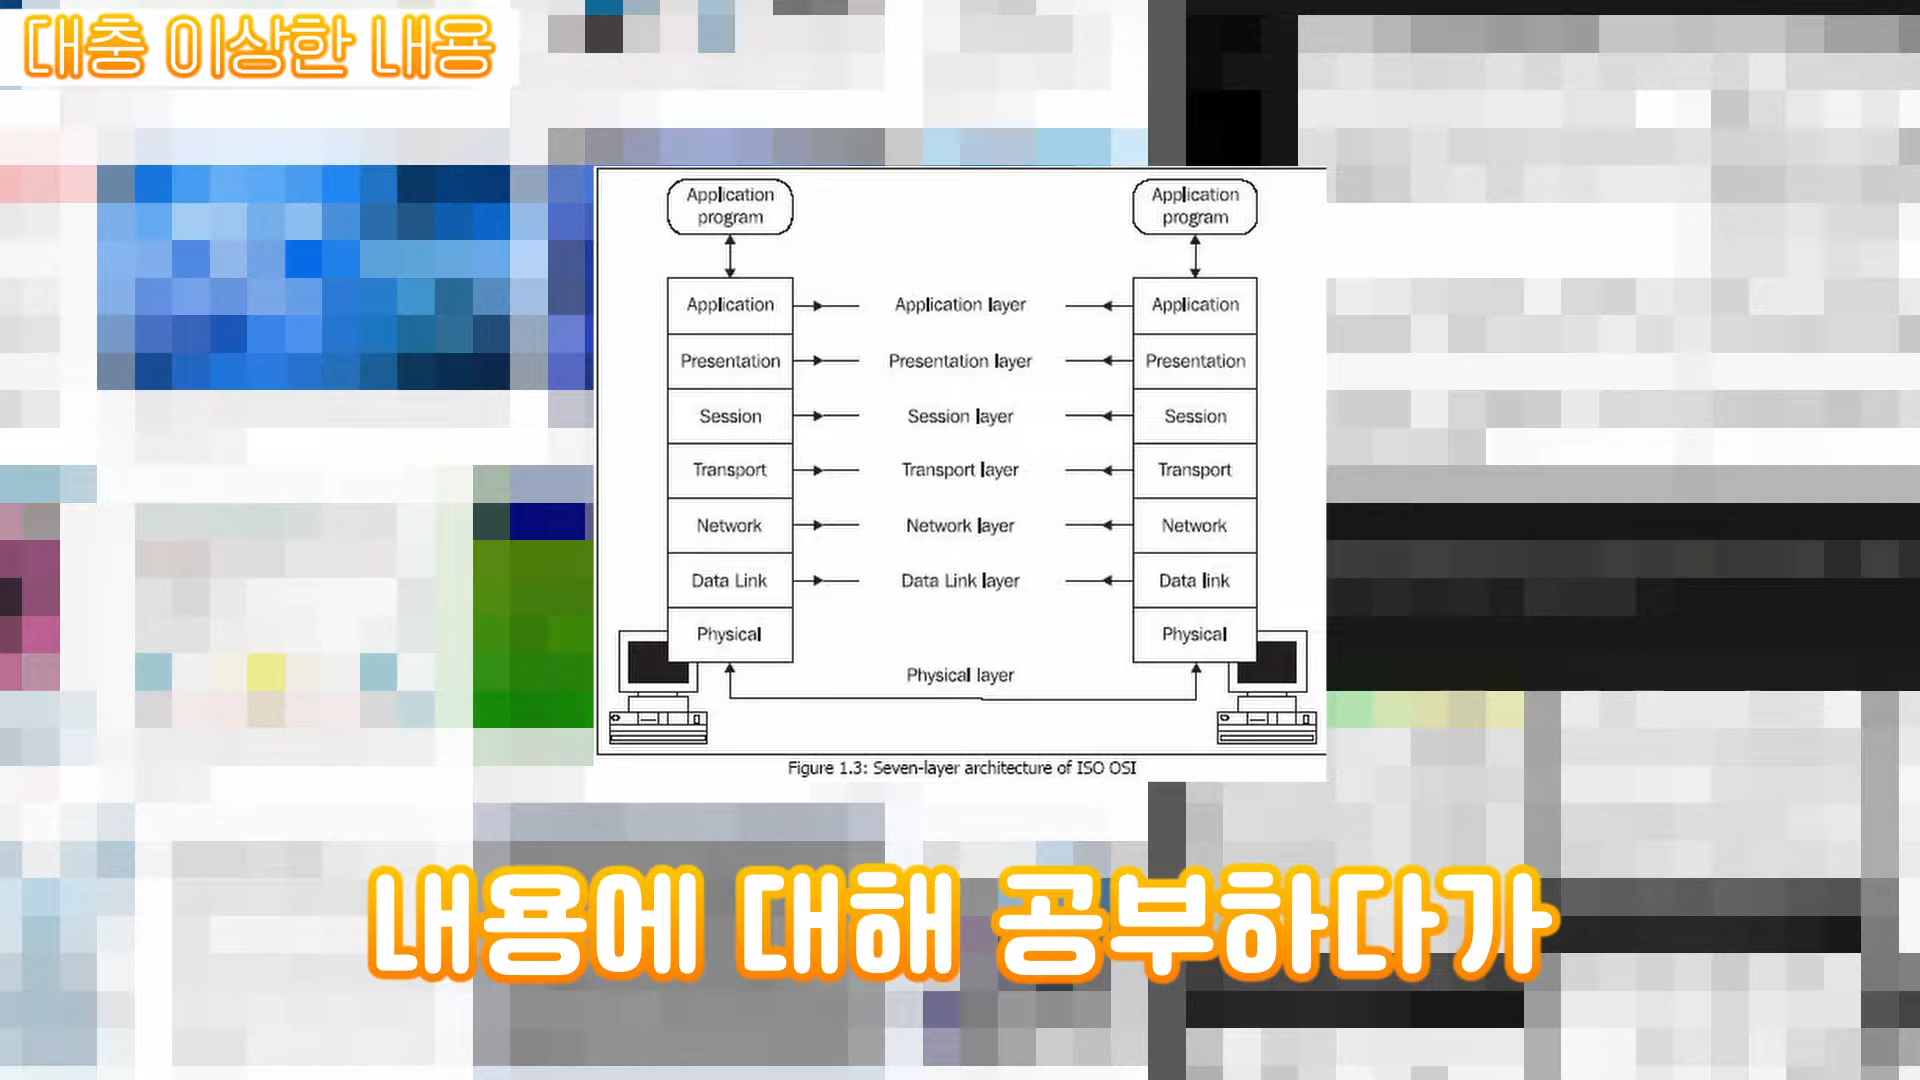 대충 이상한 내용
Application
program
Application
program
Application
Application layer
Application
Presentation
Presentation layer
Presentation
Session
Session layer
Session
Transport
Transport layer
Transport
Network
Network layer
Network
Data Link
Data Link layer
Data link
Physical
Physical
Physical layer
Figure 1.3: Seven-layer architecture of ISO OSI
내용에 대해 공부하다가